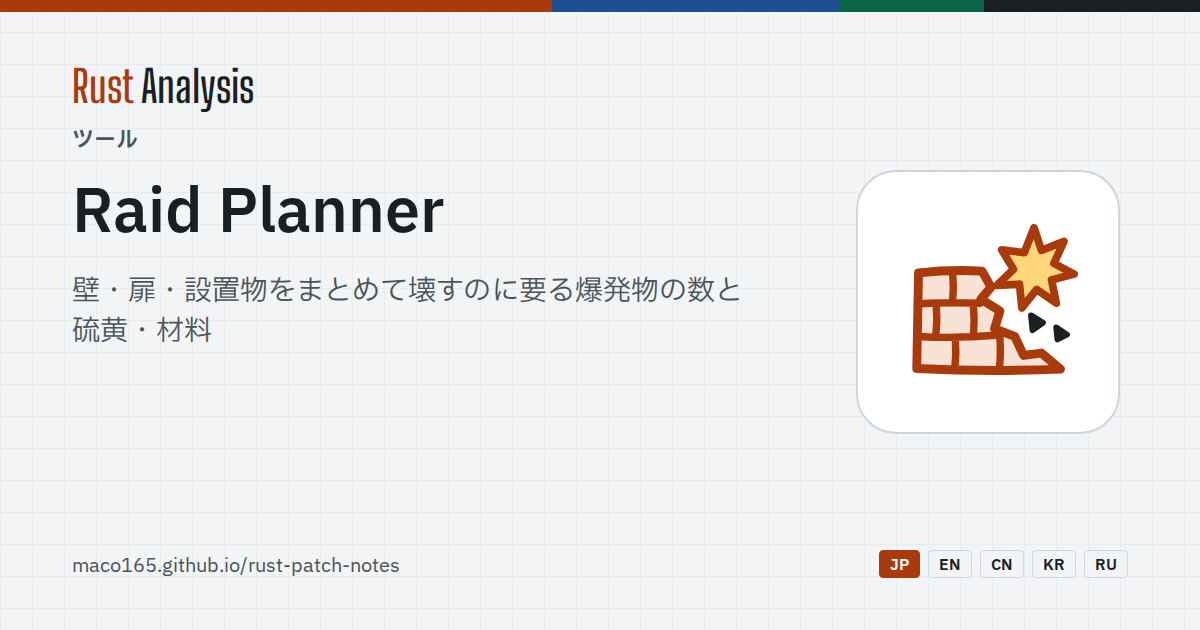 Rust Analysis
ツール
Raid Planner
壁・扉・設置物をまとめて壊すのに要る爆発物の数と
硫黄・材料
maco165.github.io/rust-patch-notes
JP EN CN KR RU